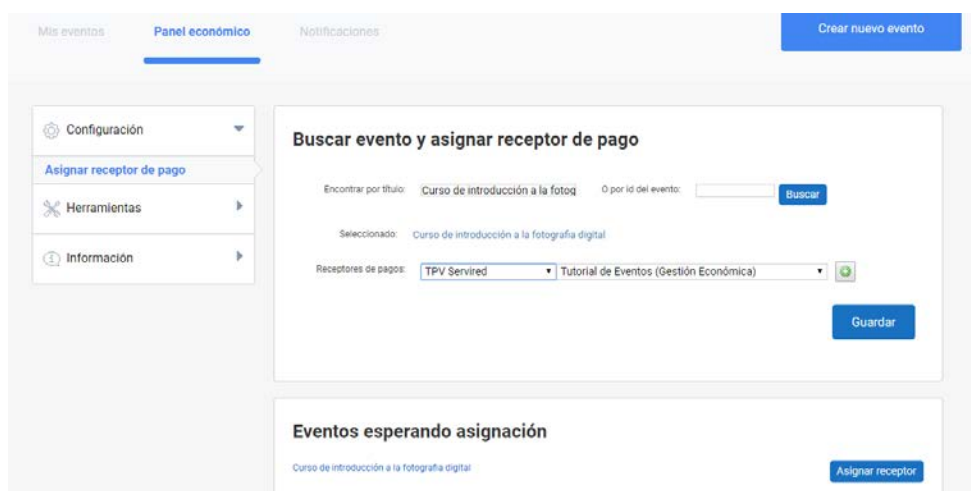 Mis eventos Panel económico Notificaciones Crear nuevo evento
Configuración
Asignar receptor de pago
Herramientas
Información
Buscar evento y asignar receptor de pago
Encontrar por título: Curso de introducción a la fotog O por id del evento: Buscar
Seleccionado: Curso de introducción a la fotografía digital
Receptores de pagos: TPV Servired Tutorial de Eventos (Gestión Económica)
Guardar
Eventos esperando asignación
Curso de introducción a la fotografía digital Asignar receptor